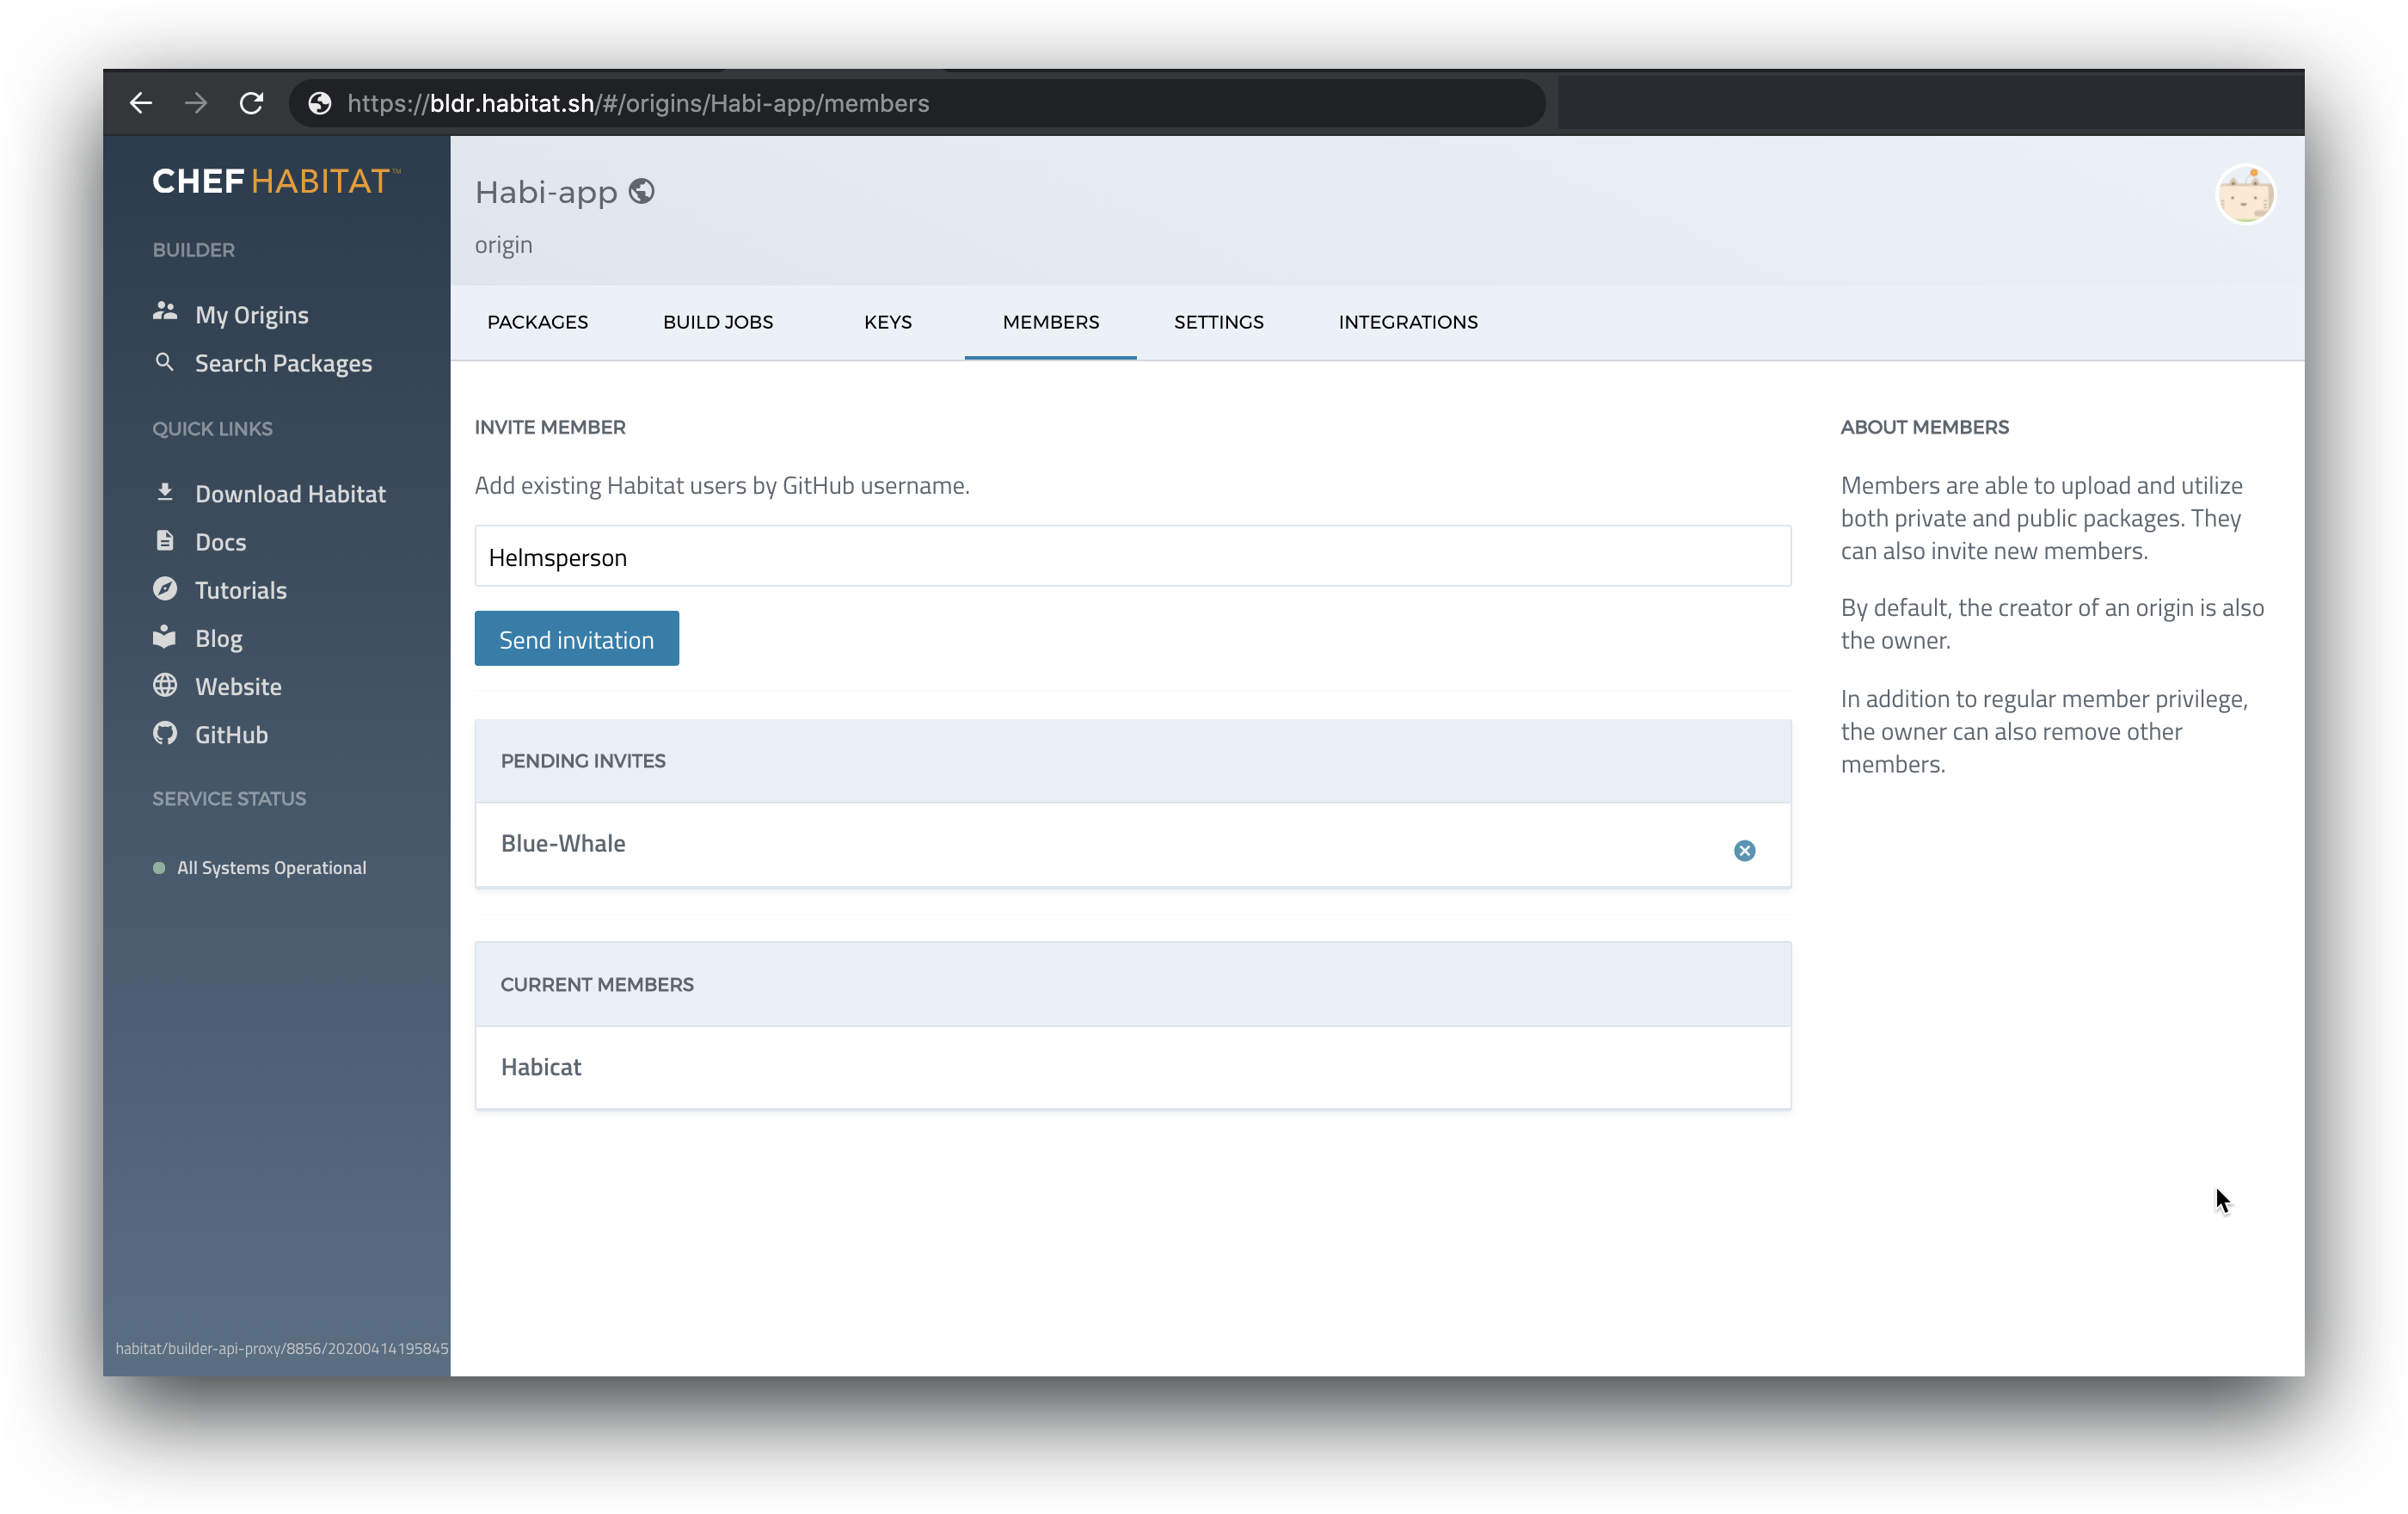 https://bldr.habitat.sh/#/origins/Habi-app/members
CHEF HABITAT™
BUILDER
My Origins
Search Packages
QUICK LINKS
Download Habitat
Docs
Tutorials
Blog
Website
GitHub
SERVICE STATUS
All Systems Operational
habitat/builder-api-proxy/8856/20200414195845
Habi-app
origin
PACKAGES BUILD JOBS KEYS MEMBERS SETTINGS INTEGRATIONS
INVITE MEMBER
Add existing Habitat users by GitHub username.
Helmsperson
Send invitation
PENDING INVITES
Blue-Whale
CURRENT MEMBERS
Habicat
ABOUT MEMBERS
Members are able to upload and utilize
both private and public packages. They
can also invite new members.
By default, the creator of an origin is also
the owner.
In addition to regular member privilege,
the owner can also remove other
members.